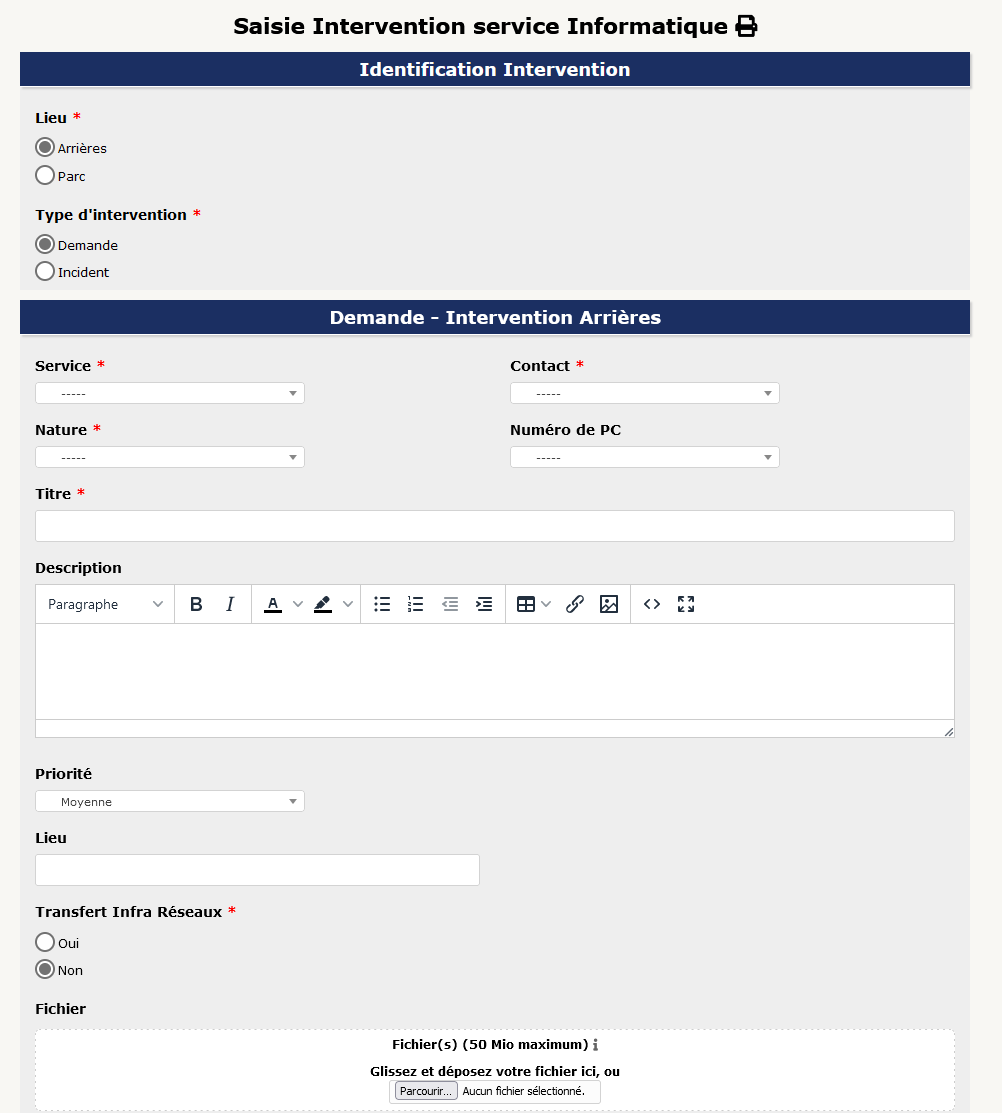 Saisie Intervention service Informatique
Identification Intervention
Lieu *
Arrières
Parc
Type d'intervention *
Demande
Incident
Demande - Intervention Arrières
Service * Contact *
----- -----
Nature * Numéro de PC
----- -----
Titre *
Description
Paragraphe B I A
Priorité
Moyenne
Lieu
Transfert Infra Réseaux *
Oui
Non
Fichier
Fichier(s) (50 Mio maximum)
Glissez et déposez votre fichier ici, ou
Parcourir... Aucun fichier sélectionné.